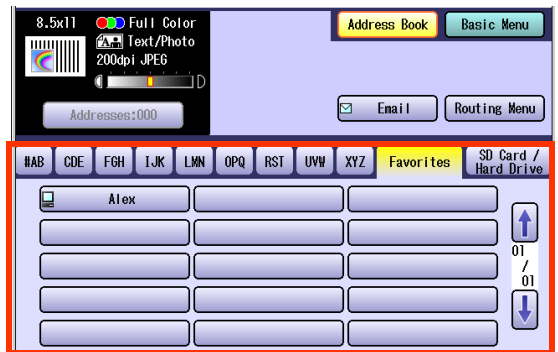 8.5x11 Full Color
Text/Photo
200dpi JPEG
D
Addresses:000
Address Book Basic Menu
Email Routing Menu
#AB CDE FGH IJK LMN OPQ RST UVW XYZ Favorites SD Card /
Hard Drive
Alex
01
/
01